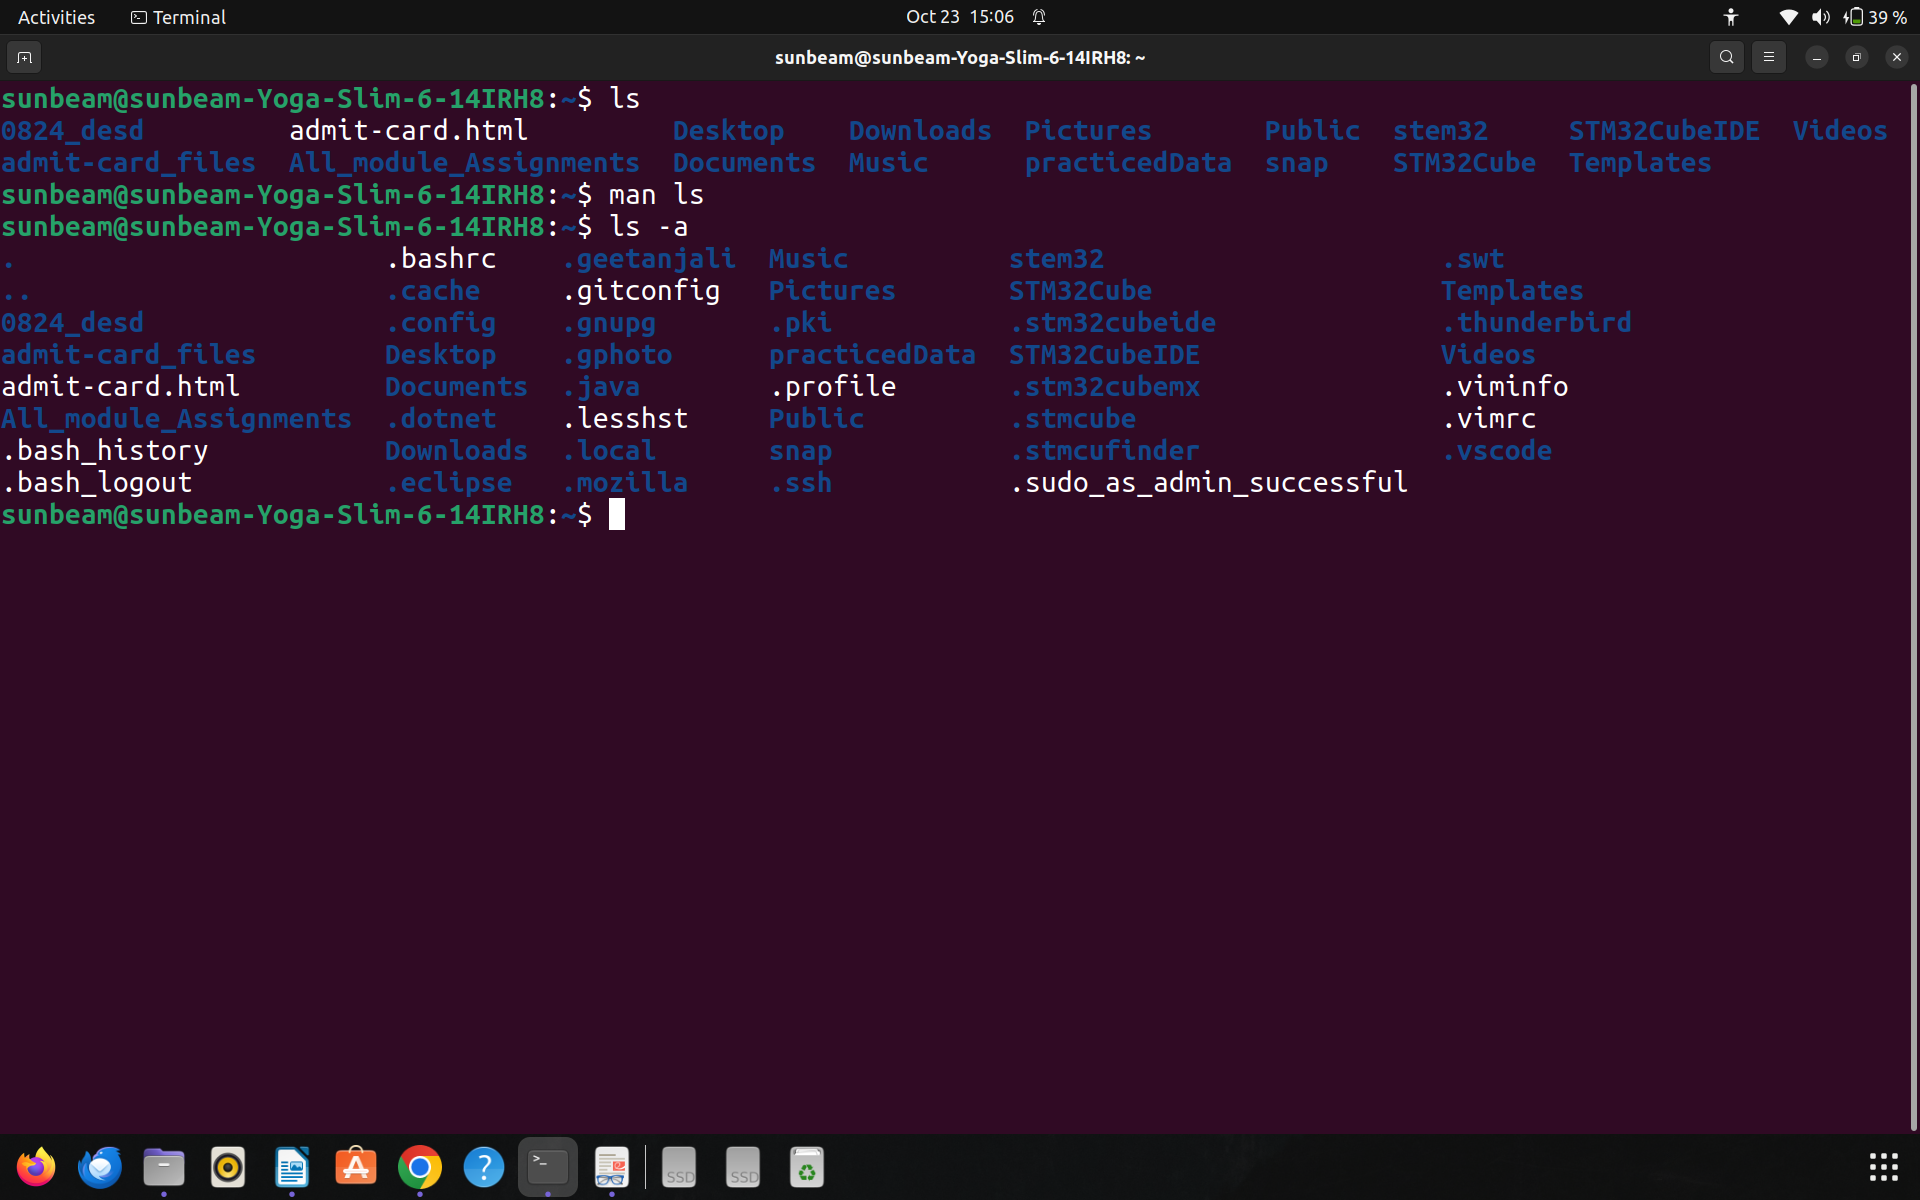 Activities Terminal Oct 23 15:06 39 %
sunbeam@sunbeam-Yoga-Slim-6-14IRH8: ~
sunbeam@sunbeam-Yoga-Slim-6-14IRH8:~$ ls
0824_desd admit-card.html Desktop Downloads Pictures Public stem32 STM32CubeIDE Videos
admit-card_files All_module_Assignments Documents Music practicedData snap STM32Cube Templates
sunbeam@sunbeam-Yoga-Slim-6-14IRH8:~$ man ls
sunbeam@sunbeam-Yoga-Slim-6-14IRH8:~$ ls -a
. .bashrc .geetanjali Music stem32 .swt
.. .cache .gitconfig Pictures STM32Cube Templates
0824_desd .config .gnupg .pki .stm32cubeide .thunderbird
admit-card_files Desktop .gphoto practicedData STM32CubeIDE Videos
admit-card.html Documents .java .profile .stm32cubemx .viminfo
All_module_Assignments .dotnet .lesshst Public .stmcube .vimrc
.bash_history Downloads .local snap .stmcufinder .vscode
.bash_logout .eclipse .mozilla .ssh .sudo_as_admin_successful
sunbeam@sunbeam-Yoga-Slim-6-14IRH8:~$
SSD SSD